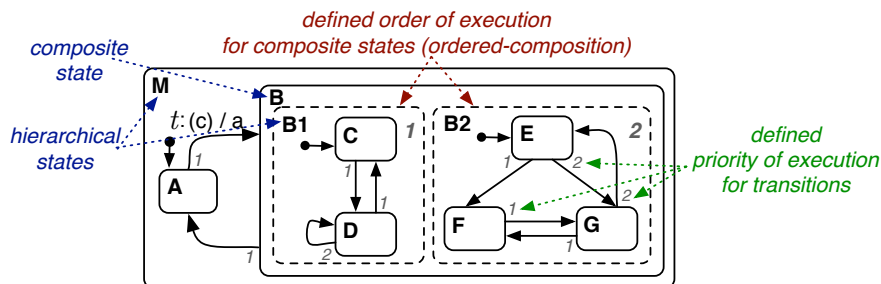 defined order of execution
for composite states (ordered-composition)
composite
state
M
B
t: (c) / a
B1
C
1
B2
E
2
hierarchical
states
1
1
1
2
defined
priority of execution
for transitions
A
1
D
2
F
1
G
2
1
1